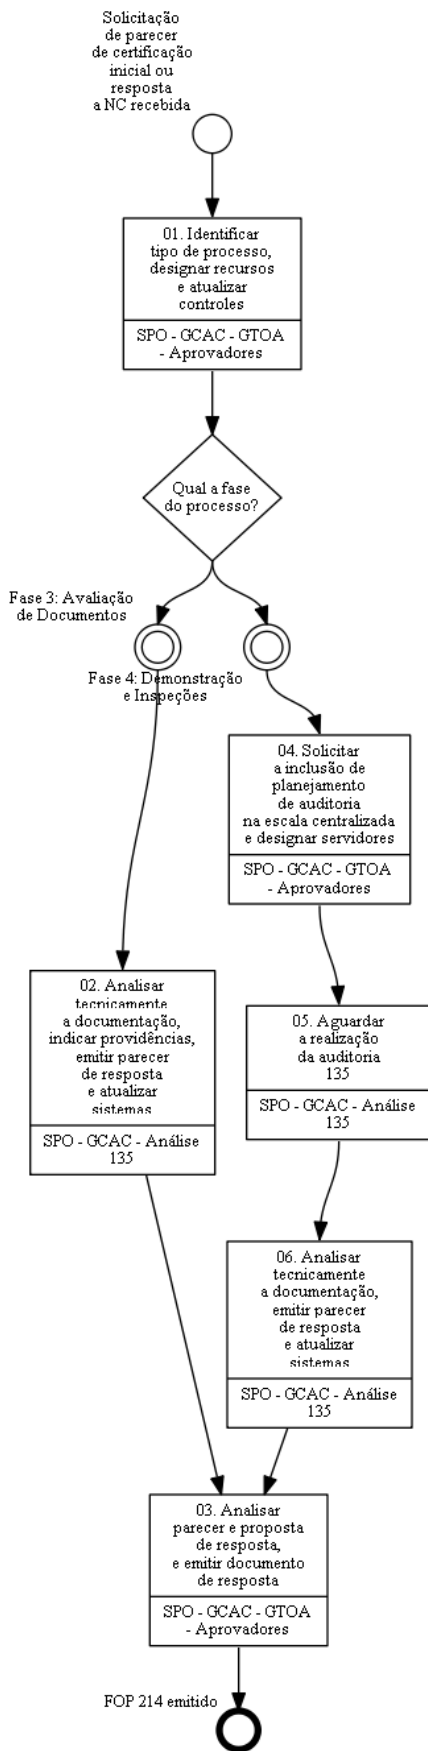 Solicitação
de parecer
de certificação
inicial ou
resposta
a NC recebida
01. Identificar
tipo de processo,
designar recursos
e atualizar
controles
SPO - GCAC - GTOA
- Aprovadores
Qual a fase
do processo?
Fase 3: Avaliação
de Documentos
Fase 4: Demonstração
e Inspeções
04. Solicitar
a inclusão de
planejamento
de auditoria
na escala centralizada
e designar servidores
SPO - GCAC - GTOA
- Aprovadores
02. Analisar
tecnicamente
a documentação,
indicar providências,
emitir parecer
de resposta
e atualizar
sistemas
SPO - GCAC - Análise
135
05. Aguardar
a realização
da auditoria
135
SPO - GCAC - Análise
135
06. Analisar
tecnicamente
a documentação,
emitir parecer
de resposta
e atualizar
sistemas
SPO - GCAC - Análise
135
03. Analisar
parecer e proposta
de resposta,
e emitir documento
de resposta
SPO - GCAC - GTOA
- Aprovadores
FOP 214 emitido